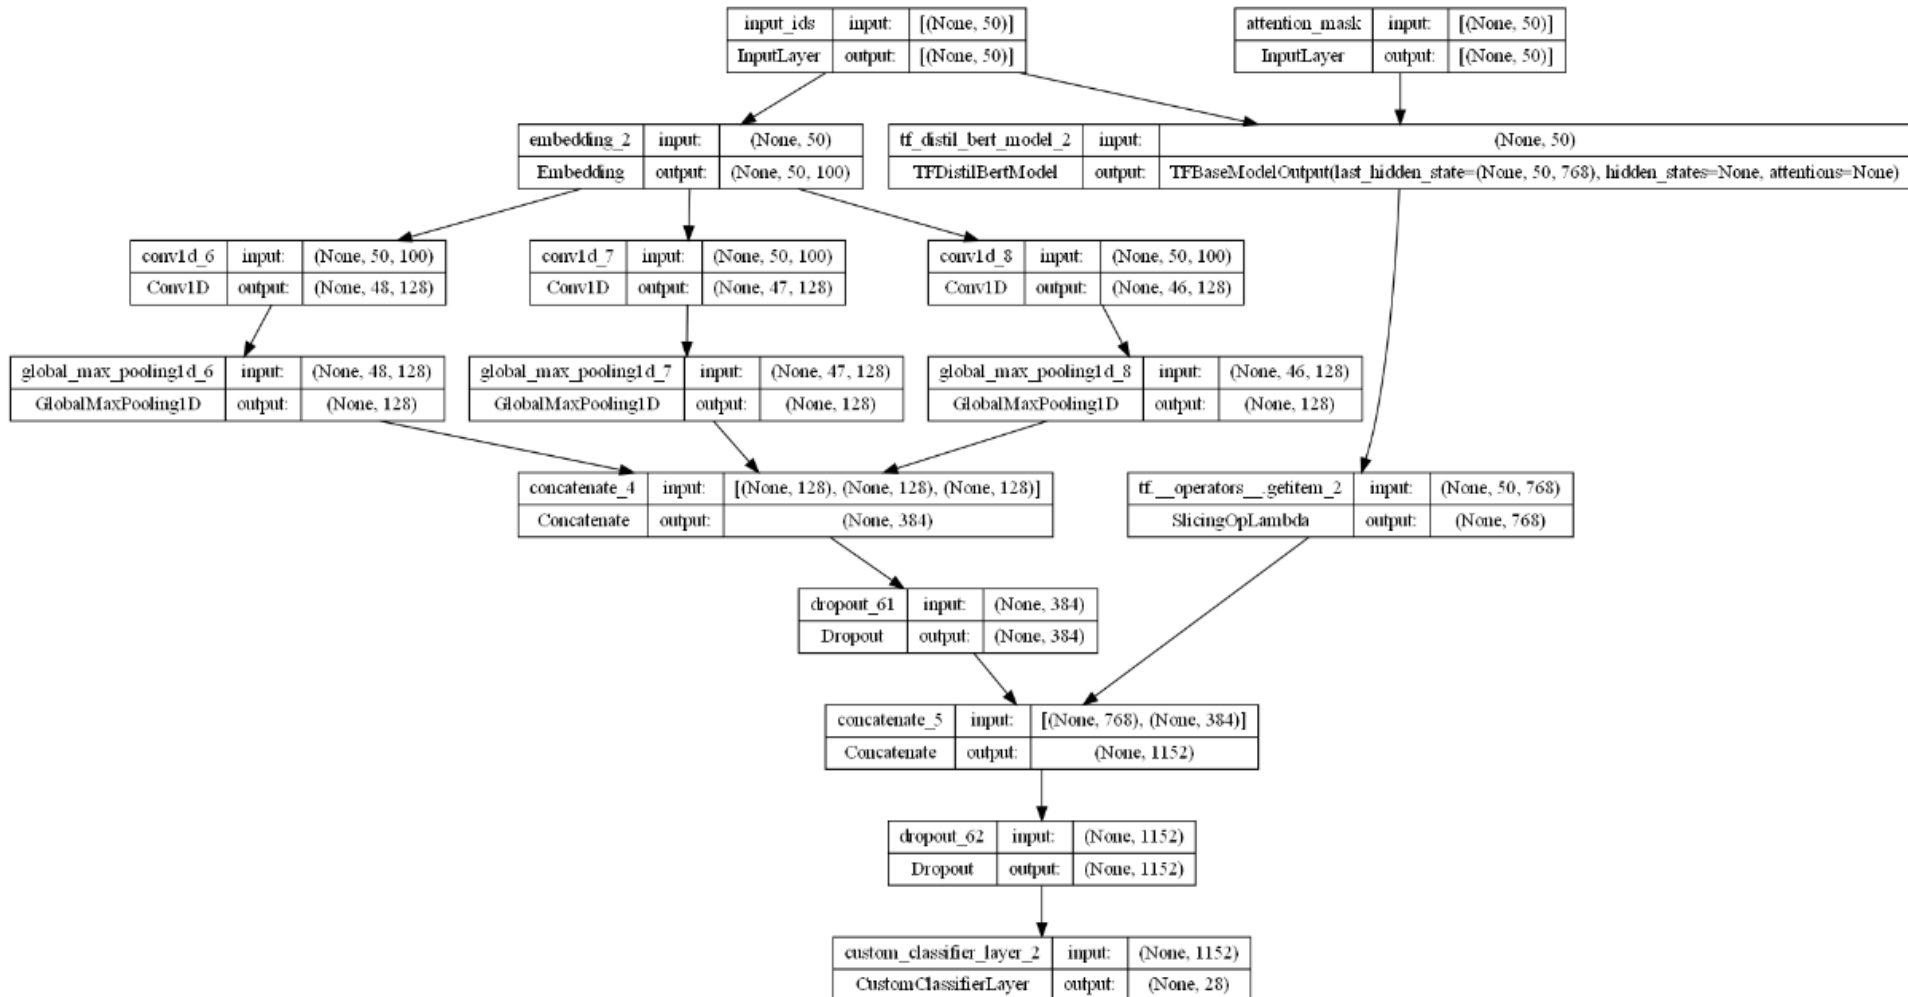 input_ids input: [(None, 50)]
InputLayer output: [(None, 50)]
attention_mask input: [(None, 50)]
InputLayer output: [(None, 50)]
embedding_2 input: (None, 50)
Embedding output: (None, 50, 100)
tf_distil_bert_model_2 input: (None, 50)
TFDistilBertModel output: TFBaseModelOutput(last_hidden_state=(None, 50, 768), hidden_states=None, attentions=None)
conv1d_6 input: (None, 50, 100)
Conv1D output: (None, 48, 128)
conv1d_7 input: (None, 50, 100)
Conv1D output: (None, 47, 128)
conv1d_8 input: (None, 50, 100)
Conv1D output: (None, 46, 128)
global_max_pooling1d_6 input: (None, 48, 128)
GlobalMaxPooling1D output: (None, 128)
global_max_pooling1d_7 input: (None, 47, 128)
GlobalMaxPooling1D output: (None, 128)
global_max_pooling1d_8 input: (None, 46, 128)
GlobalMaxPooling1D output: (None, 128)
concatenate_4 input: [(None, 128), (None, 128), (None, 128)]
Concatenate output: (None, 384)
tf.__operators__.getitem_2 input: (None, 50, 768)
SlicingOpLambda output: (None, 768)
dropout_61 input: (None, 384)
Dropout output: (None, 384)
concatenate_5 input: [(None, 768), (None, 384)]
Concatenate output: (None, 1152)
dropout_62 input: (None, 1152)
Dropout output: (None, 1152)
custom_classifier_layer_2 input: (None, 1152)
CustomClassifierLayer output: (None, 28)